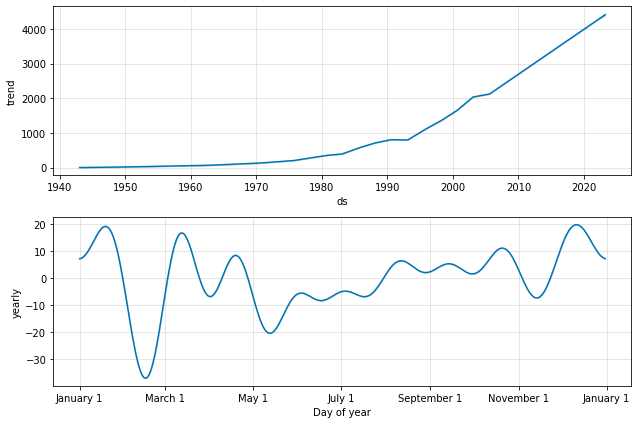 trend
4000
3000
2000
1000
0
1940 1950 1960 1970 1980 1990 2000 2010 2020
ds
yearly
20
10
0
−10
−20
−30
January 1 March 1 May 1 July 1 September 1 November 1 January 1
Day of year